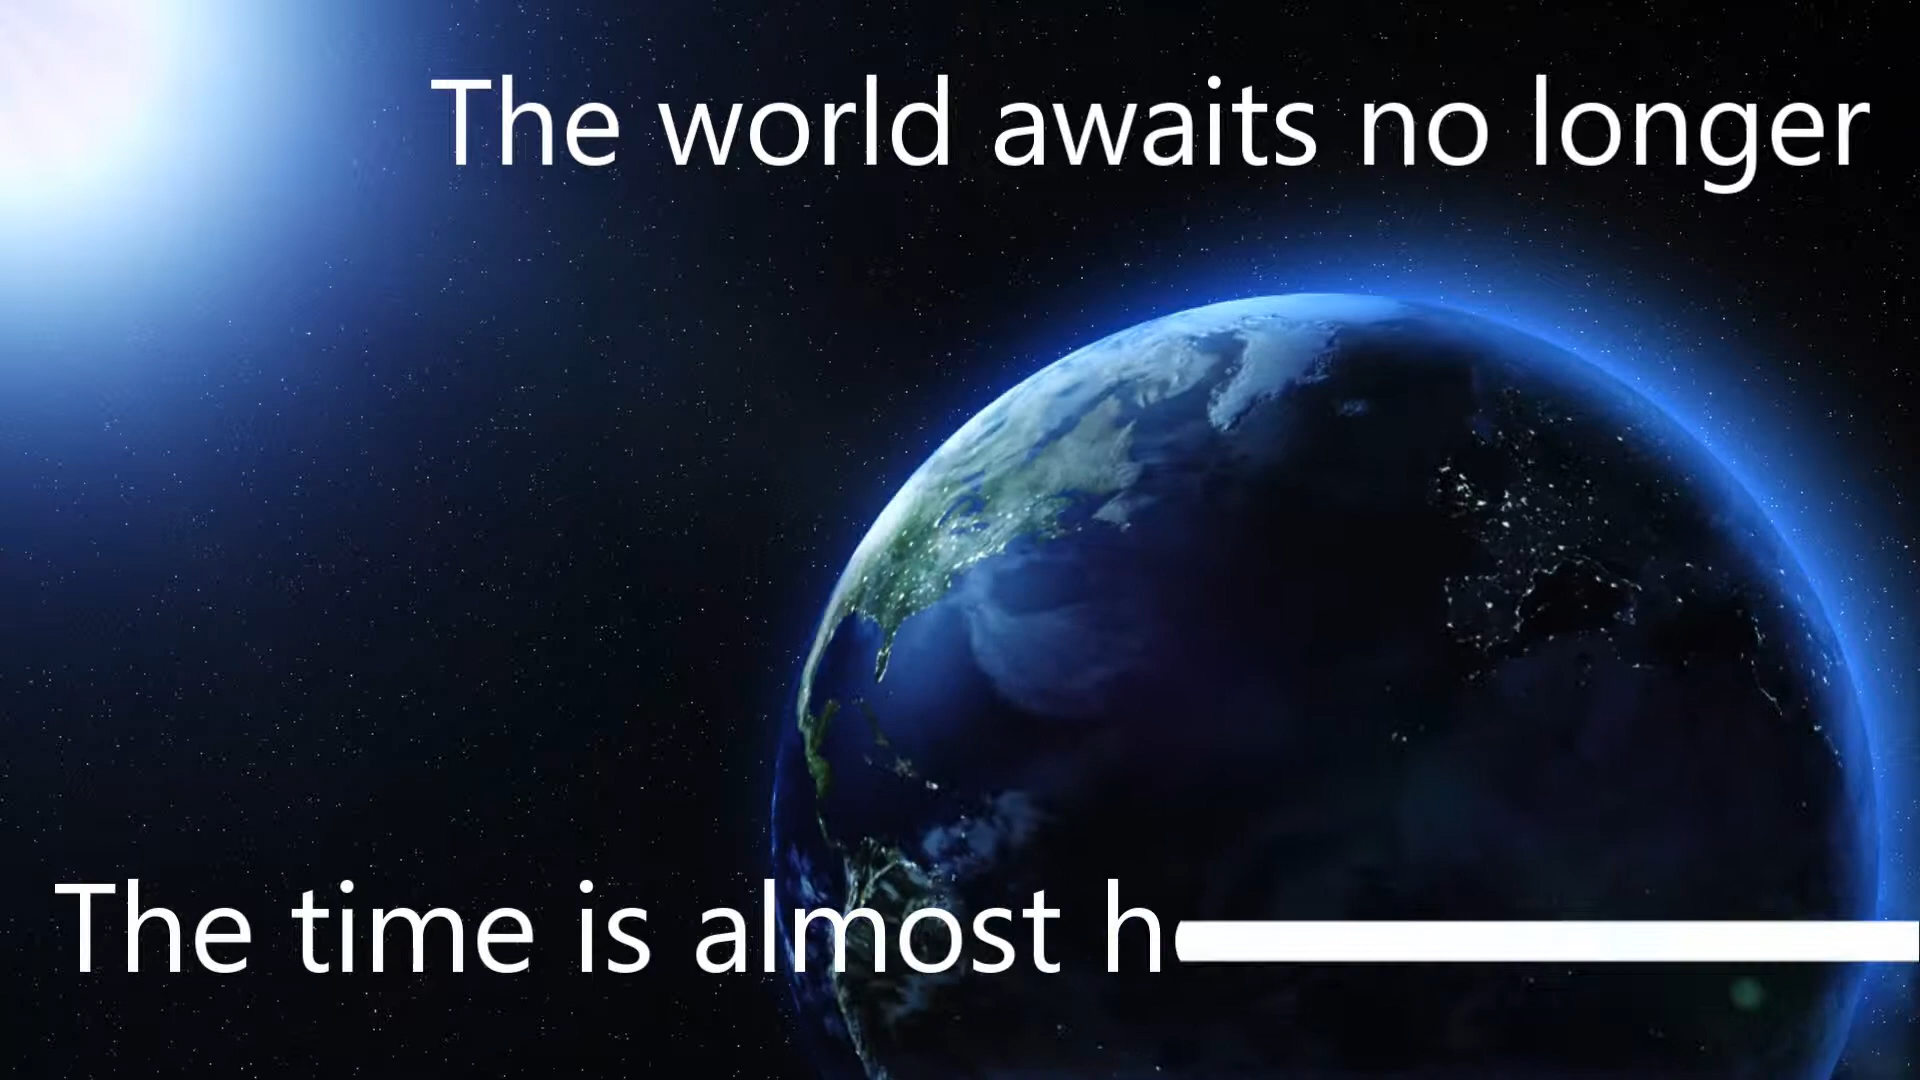 The world awaits no longer
The time is almost h